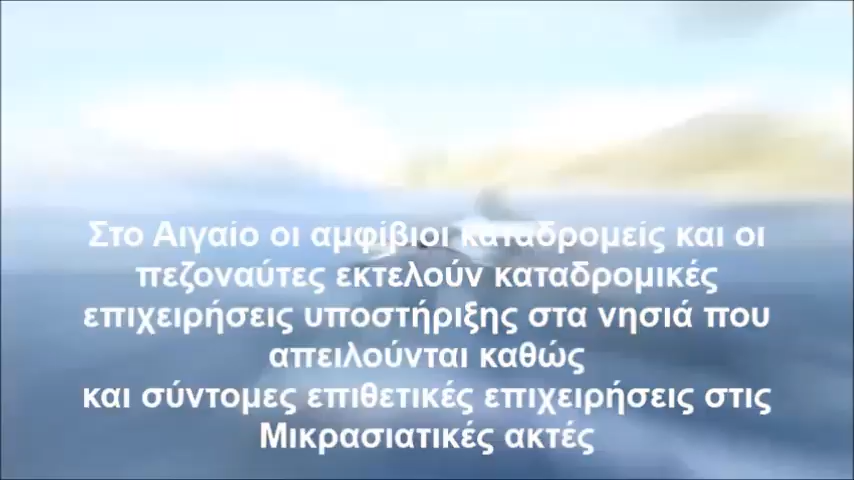 Στο Αιγαίο οι αμφίβιοι καταδρομείς και οι
πεζοναύτες εκτελούν καταδρομικές
επιχειρήσεις υποστήριξης στα νησιά που
απειλούνται καθώς
και σύντομες επιθετικές επιχειρήσεις στις
Μικρασιατικές ακτές